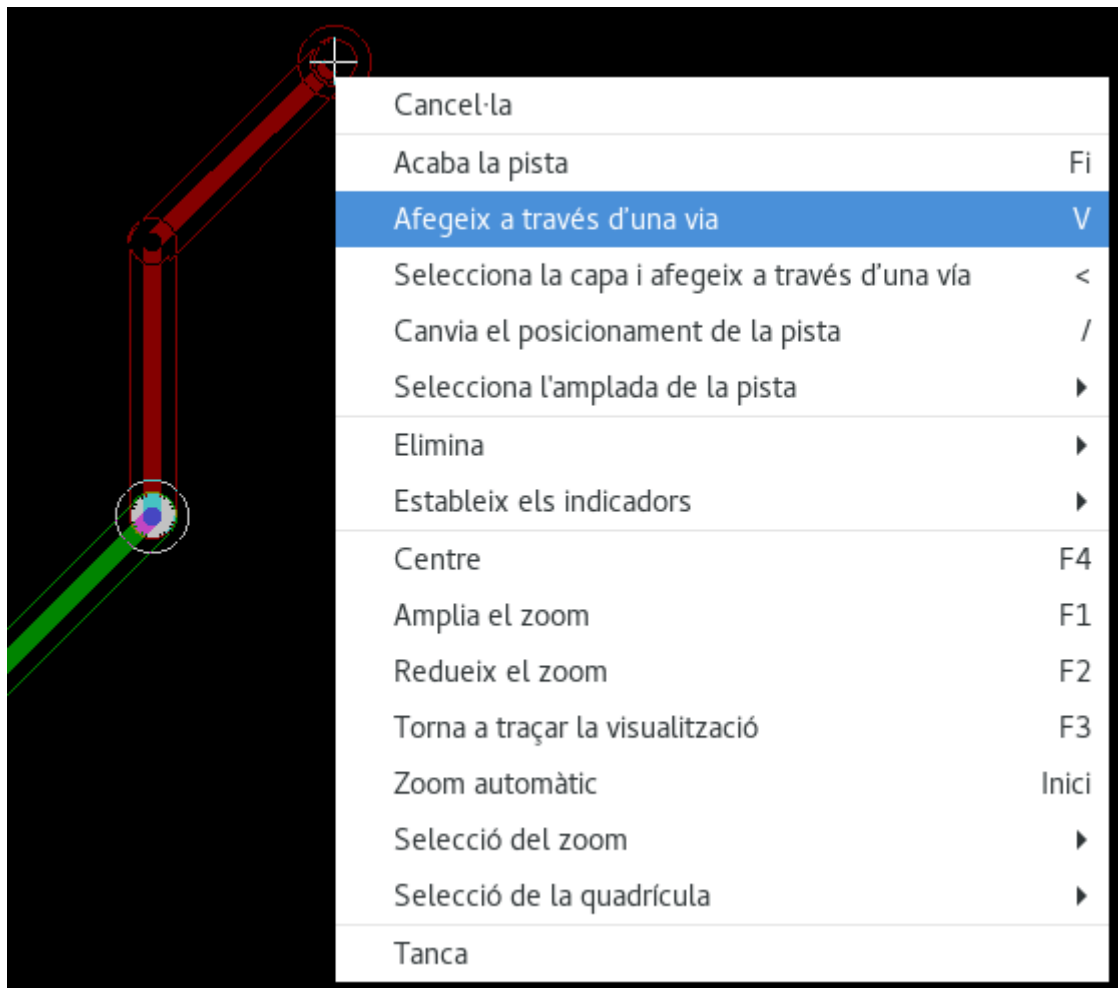 Cancel·la
Acaba la pista Fi
Afegeix a través d’una via V
Selecciona la capa i afegeix a través d’una vía <
Canvia el posicionament de la pista /
Selecciona l'amplada de la pista
Elimina
Estableix els indicadors
Centre F4
Amplia el zoom F1
Redueix el zoom F2
Torna a traçar la visualització F3
Zoom automàtic Inici
Selecció del zoom
Selecció de la quadrícula
Tanca